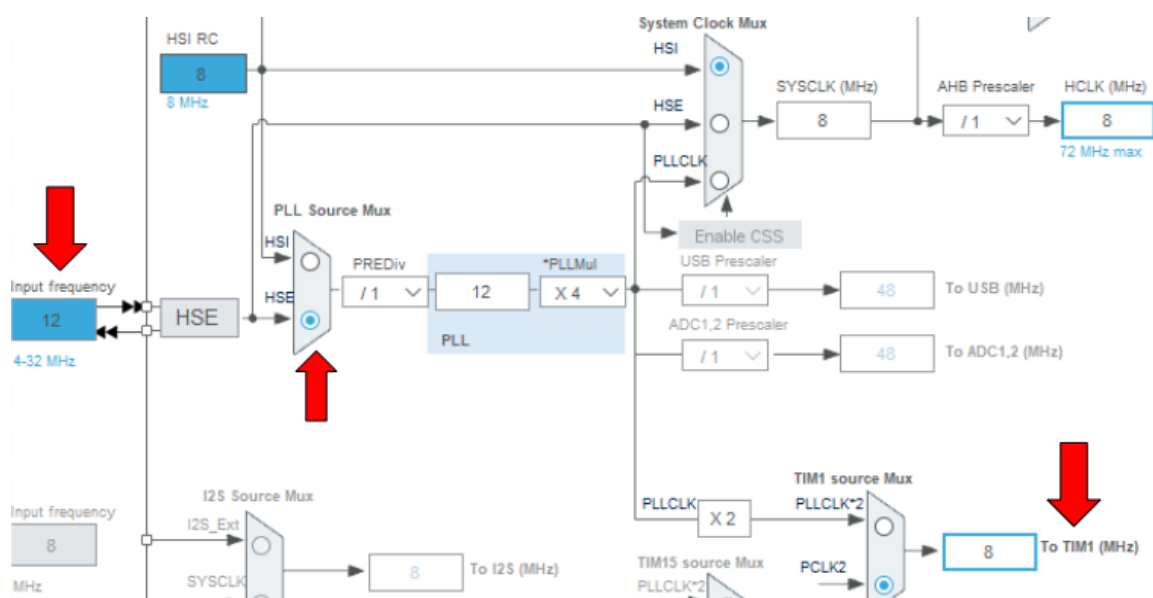 System Clock Mux
HSI RC
8
8 MHz
HSI
HSE
PLLCLK
SYSCLK (MHz)
8
AHB Prescaler
/ 1
HCLK (MHz)
8
72 MHz max
Enable CSS
PLL Source Mux
HSI
HSE
PREDiv
/ 1
12
*PLLMul
X 4
PLL
Input frequency
12
4-32 MHz
HSE
USB Prescaler
/ 1
48
To USB (MHz)
ADC1,2 Prescaler
/ 1
48
To ADC1,2 (MHz)
I2S Source Mux
I2S_Ext
SYSCLK
8
To I2S (MHz)
Input frequency
8
MHz
PLLCLK
X 2
TIM1 source Mux
PLLCLK*2
PCLK2
8
To TIM1 (MHz)
TIM15 source Mux
PLLCLK*2